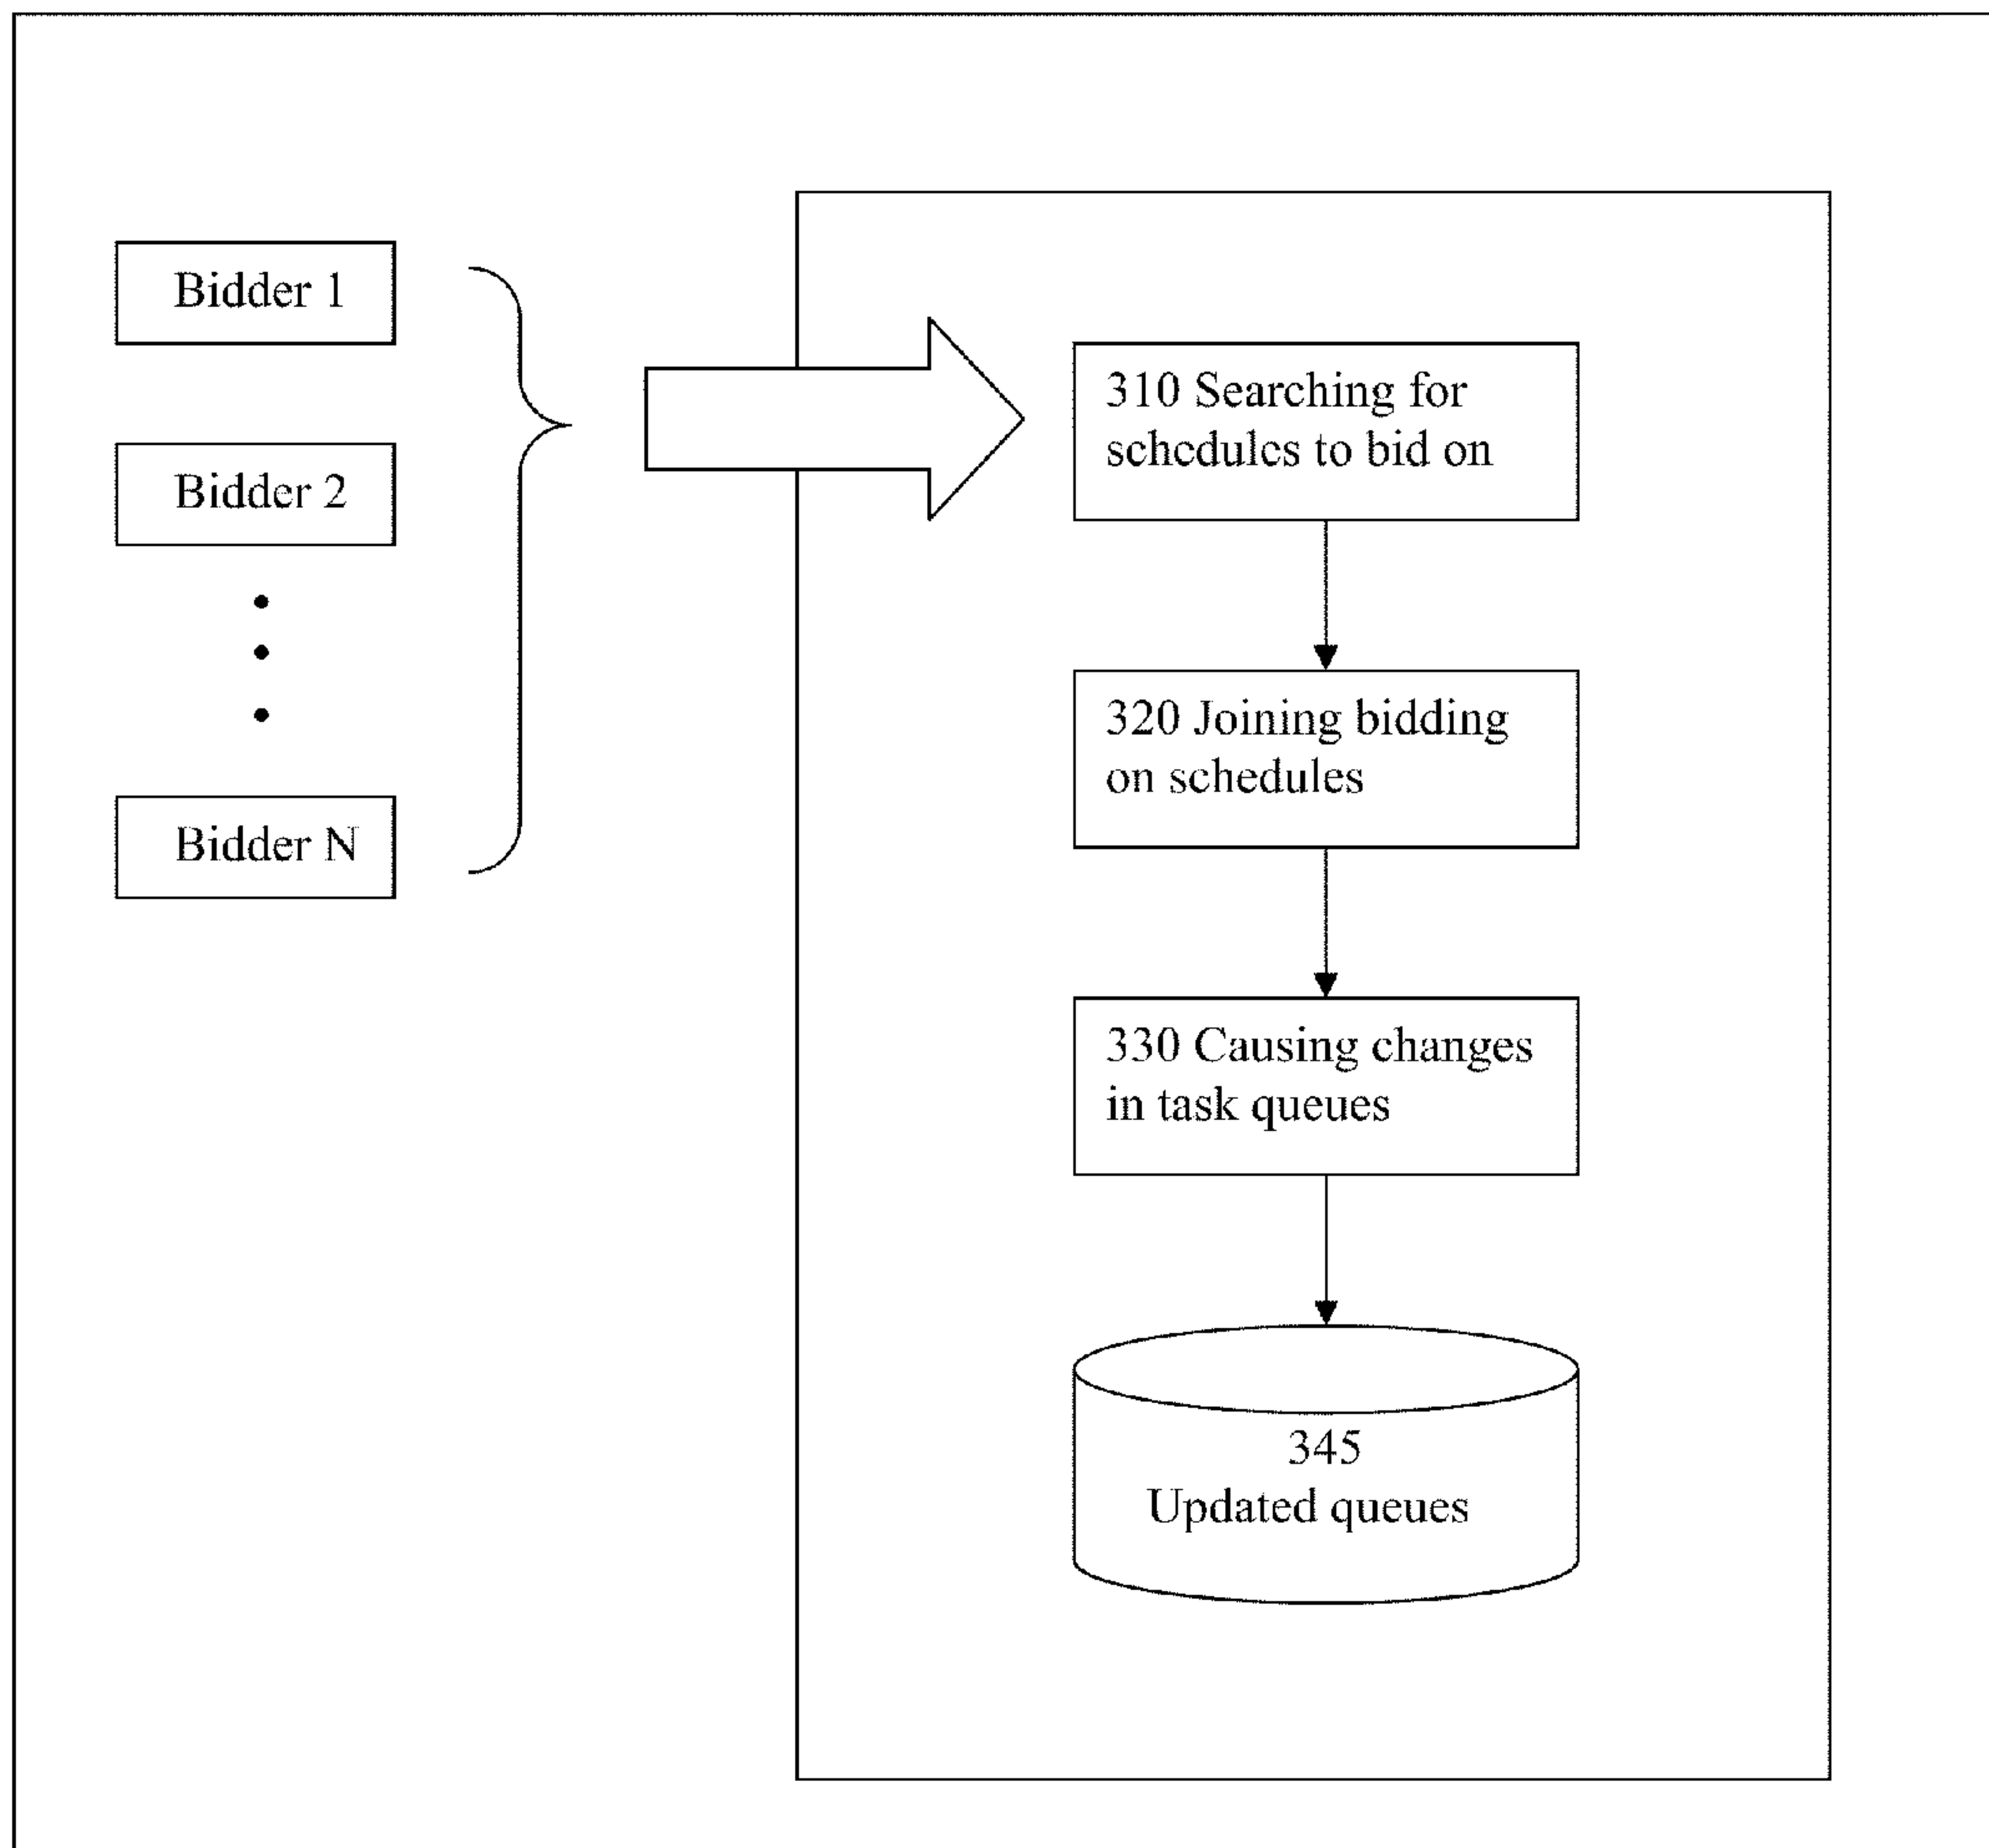 Bidder 1
Bidder 2
Bidder N
310 Searching for
schedules to bid on
320 Joining bidding
on schedules
330 Causing changes
in task queues
345
Updated queues